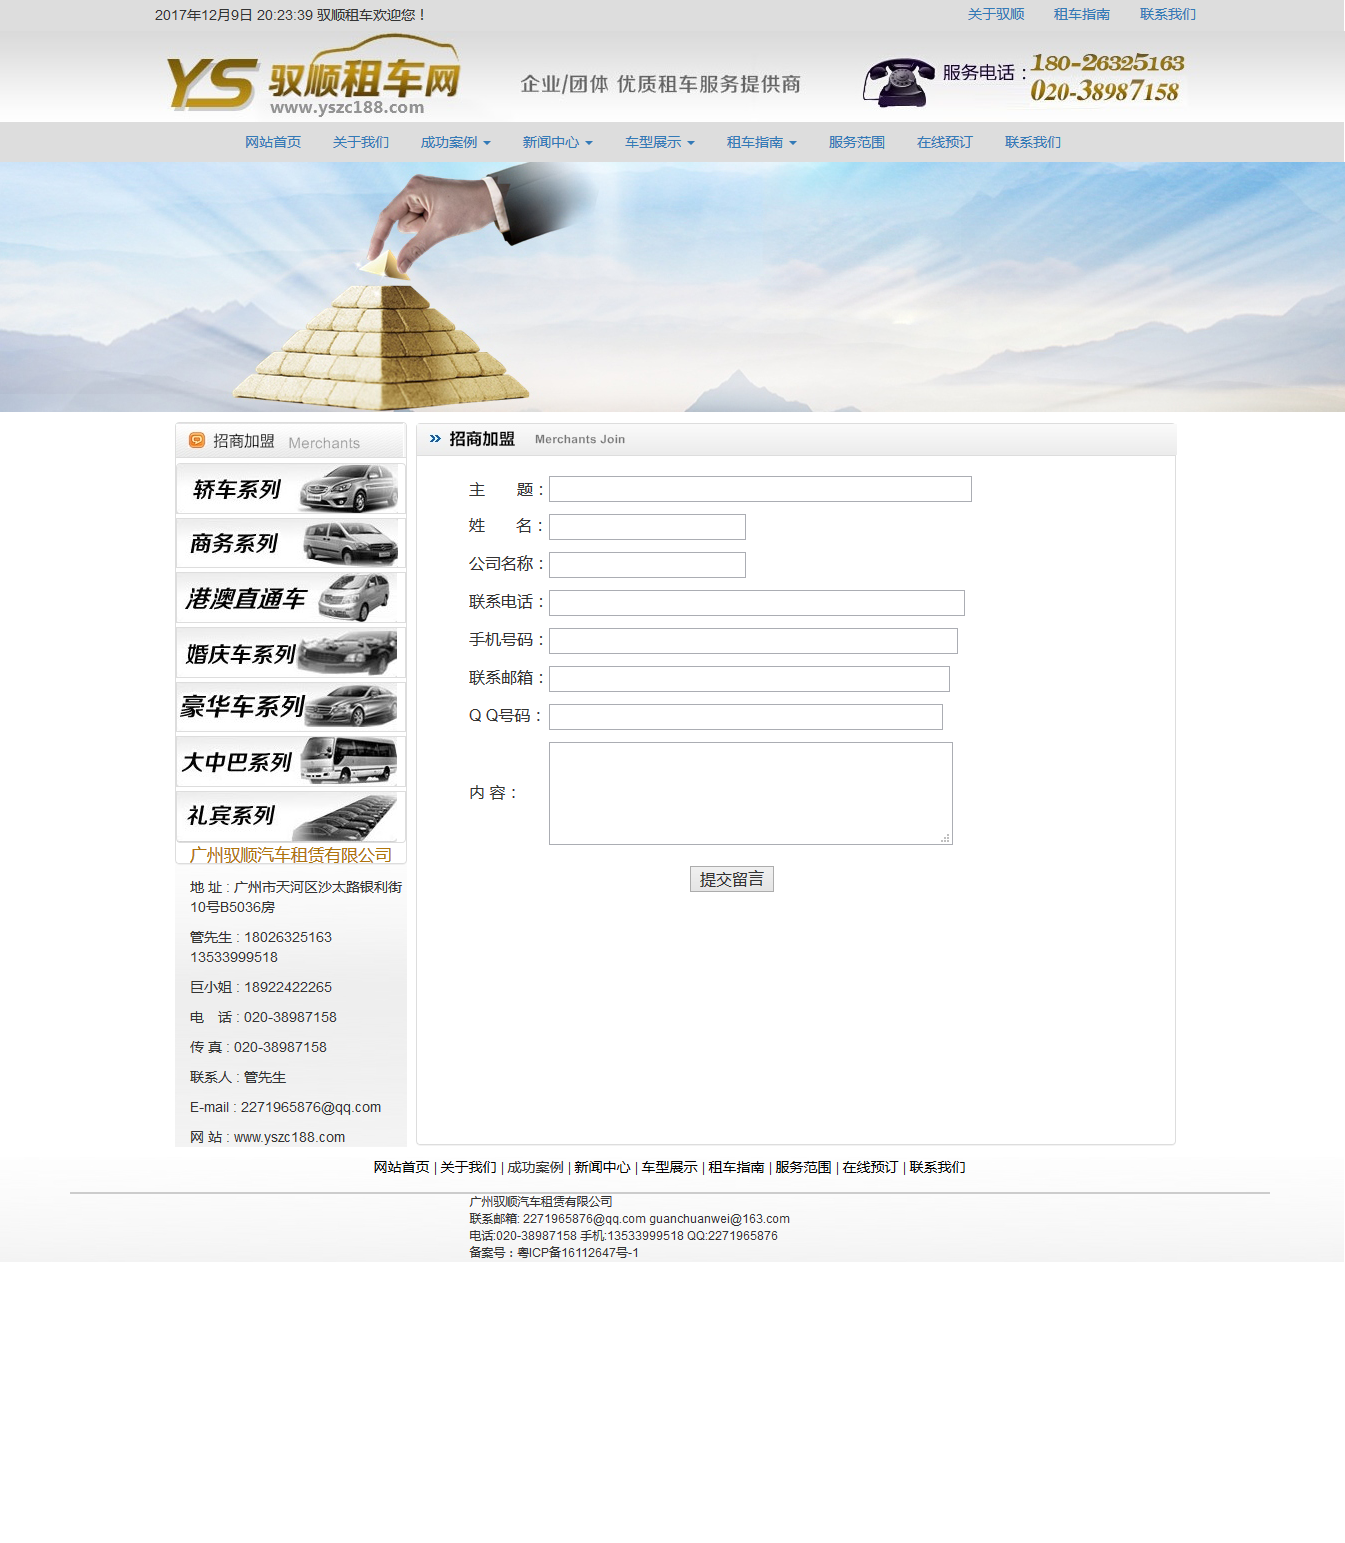 2017年12月9日 20:23:39 驭顺租车欢迎您！
关于驭顺 租车指南 联系我们
YS 驭顺租车网
www.yszc188.com
企业/团体 优质租车服务提供商
服务电话：180-26325163
020-38987158
网站首页 关于我们 成功案例 新闻中心 车型展示 租车指南 服务范围 在线预订 联系我们
招商加盟 Merchants
轿车系列
商务系列
港澳直通车
婚庆车系列
豪华车系列
大中巴系列
礼宾系列
广州驭顺汽车租赁有限公司
地 址 : 广州市天河区沙太路银利街
10号B5036房
管先生 : 18026325163
13533999518
巨小姐 : 18922422265
电　话 : 020-38987158
传 真 : 020-38987158
联系人 : 管先生
E-mail : 2271965876@qq.com
网 站 : www.yszc188.com
招商加盟 Merchants Join
主　　题：
姓　　名：
公司名称：
联系电话：
手机号码：
联系邮箱：
Q Q号码：
内 容：
提交留言
网站首页 | 关于我们 | 成功案例 | 新闻中心 | 车型展示 | 租车指南 | 服务范围 | 在线预订 | 联系我们
广州驭顺汽车租赁有限公司
联系邮箱: 2271965876@qq.com guanchuanwei@163.com
电话:020-38987158 手机:13533999518 QQ:2271965876
备案号：粤ICP备16112647号-1